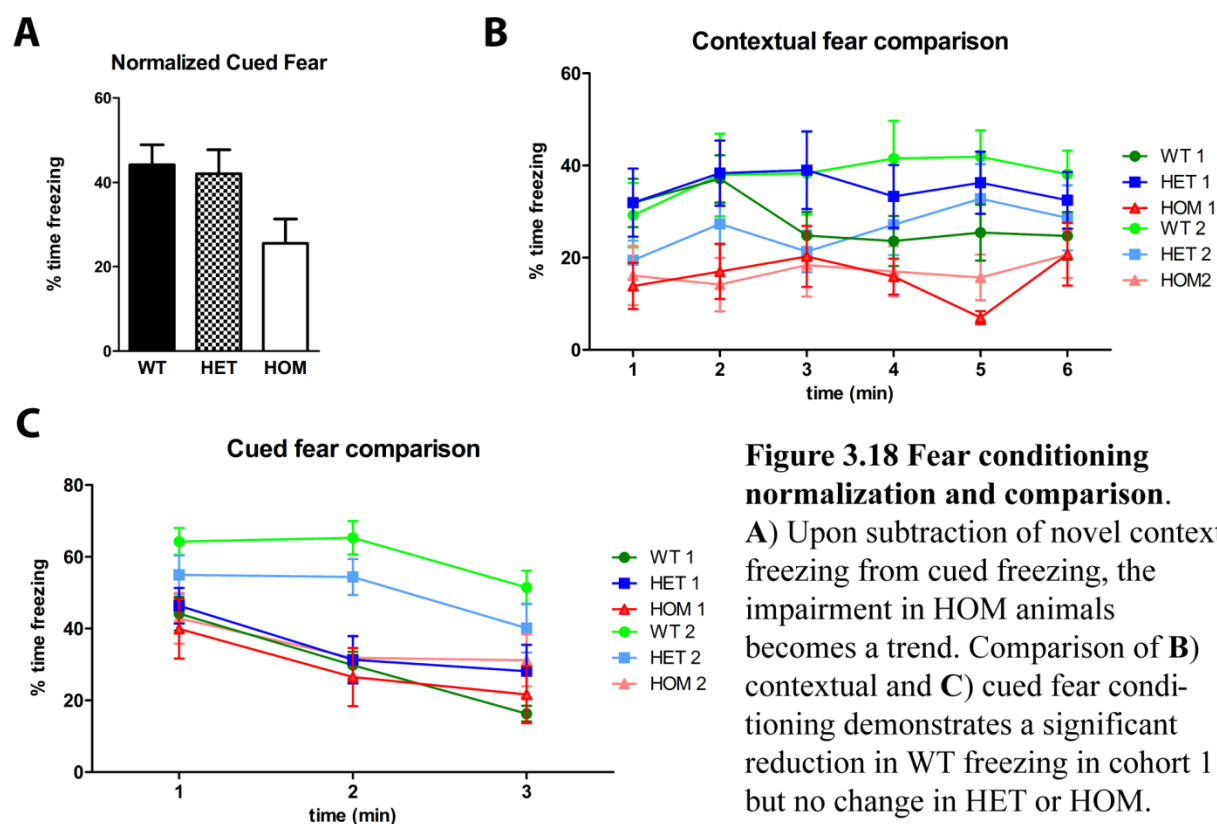 A
Normalized Cued Fear
60
40
20
0
% time freezing
WT HET HOM
B
Contextual fear comparison
60
40
20
0
% time freezing
1 2 3 4 5 6
time (min)
WT 1
HET 1
HOM 1
WT 2
HET 2
HOM2
C
Cued fear comparison
80
60
40
20
0
% time freezing
1 2 3
time (min)
WT 1
HET 1
HOM 1
WT 2
HET 2
HOM 2
Figure 3.18 Fear conditioning
normalization and comparison.
A) Upon subtraction of novel context
freezing from cued freezing, the
impairment in HOM animals
becomes a trend. Comparison of B)
contextual and C) cued fear condi-
tioning demonstrates a significant
reduction in WT freezing in cohort 1
but no change in HET or HOM.